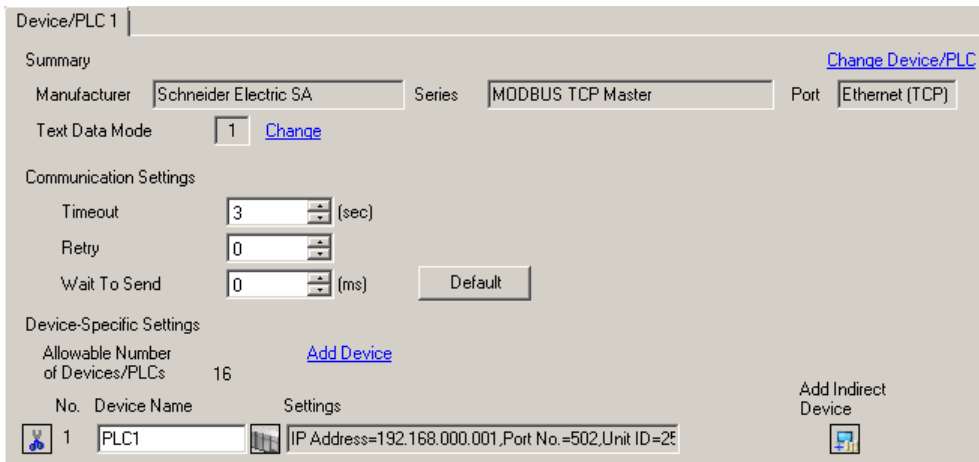 Device/PLC 1
Summary
Change Device/PLC
Manufacturer Schneider Electric SA Series MODBUS TCP Master Port Ethernet (TCP)
Text Data Mode 1 Change
Communication Settings
Timeout 3 (sec)
Retry 0
Wait To Send 0 (ms) Default
Device-Specific Settings
Allowable Number of Devices/PLCs 16 Add Device
Add Indirect Device
No. Device Name Settings
1 PLC1 IP Address=192.168.000.001,Port No.=502,Unit ID=25